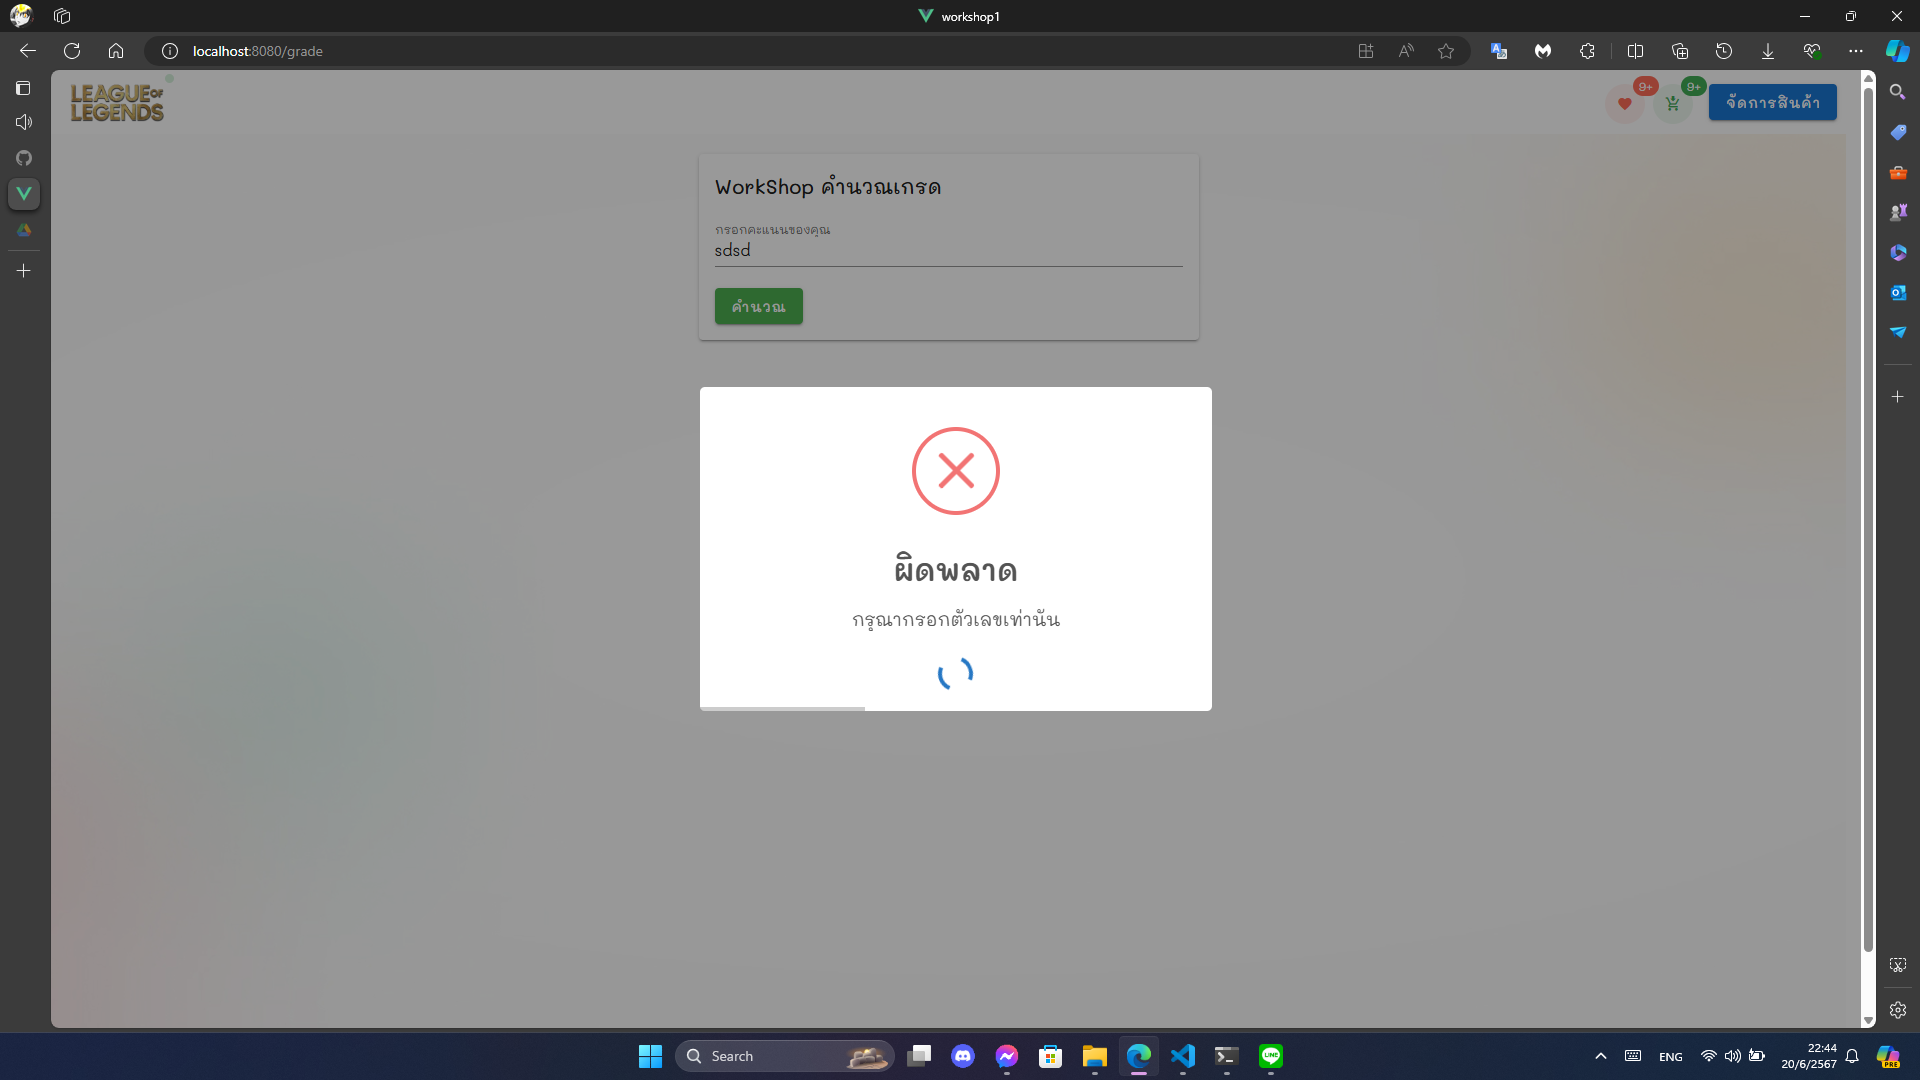 workshop1
localhost:8080/grade
LEAGUE OF
LEGENDS
9+
9+
จัดการสินค้า
WorkShop คำนวณเกรด
กรอกคะแนนของคุณ
sdsd
คำนวณ
ผิดพลาด
กรุณากรอกตัวเลขเท่านัน
Search
ENG
22:44
20/6/2567